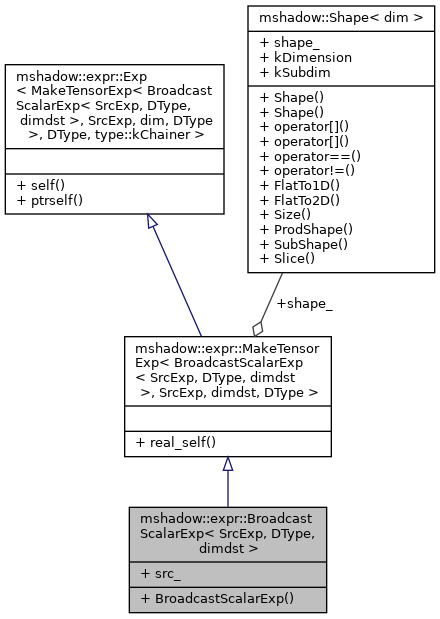 mshadow::Shape< dim >
+ shape_
+ kDimension
+ kSubdim
+ Shape()
+ Shape()
+ operator[]()
+ operator[]()
+ operator==()
+ operator!=()
+ FlatTo1D()
+ FlatTo2D()
+ Size()
+ ProdShape()
+ SubShape()
+ Slice()
mshadow::expr::Exp
< MakeTensorExp< Broadcast
ScalarExp< SrcExp, DType,
dimdst >, SrcExp, dim, DType
>, DType, type::kChainer >
+ self()
+ ptrself()
+shape_
mshadow::expr::MakeTensor
Exp< BroadcastScalarExp
< SrcExp, DType, dimdst
>, SrcExp, dimdst, DType >
+ real_self()
mshadow::expr::Broadcast
ScalarExp< SrcExp, DType,
dimdst >
+ src_
+ BroadcastScalarExp()